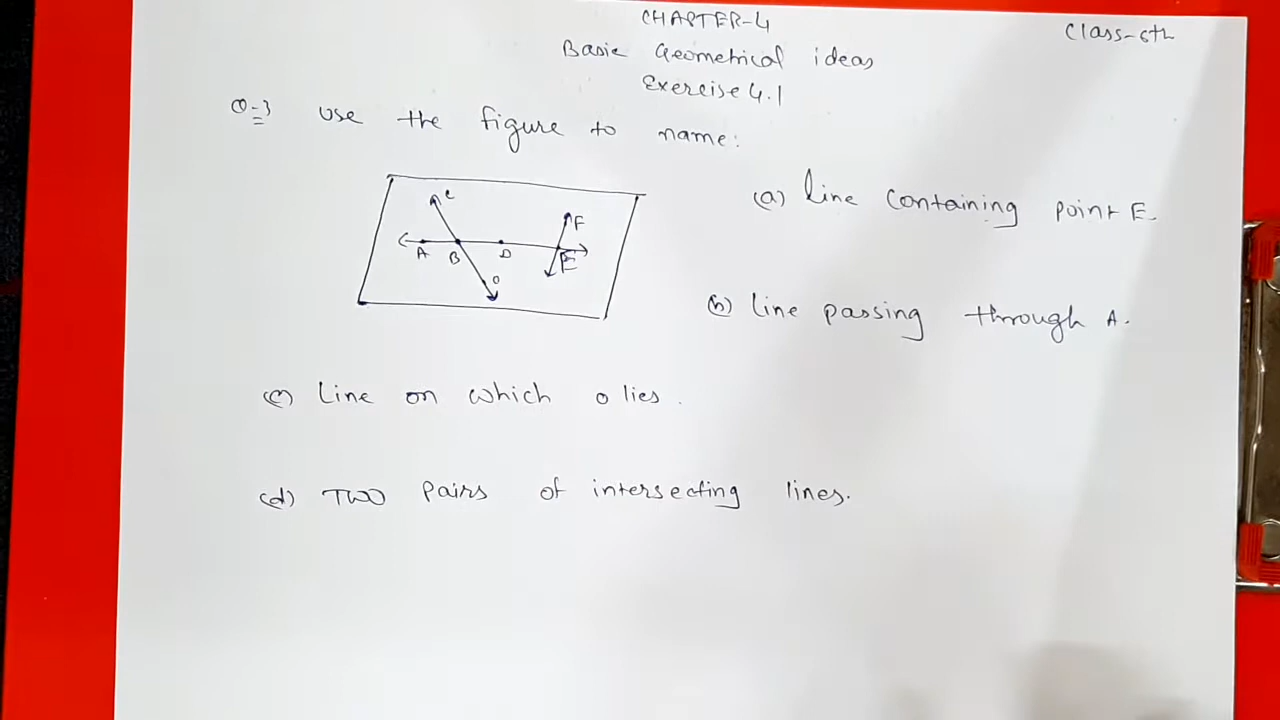 CHAPTER-4
Class-6th
Basic Geometrical ideas
Exercise 4.1
Q-3 Use the figure to name:
C
F
A B D E
O
(a) line containing point E.
(b) line passing through A.
(c) Line on which O lies.
(d) TWO Pairs of intersecting lines.